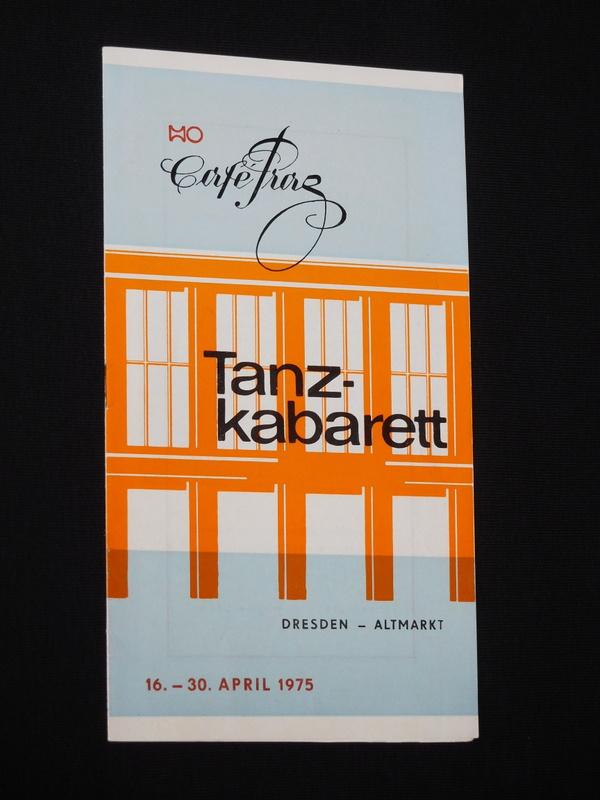 HO
Café Prag
Tanz-
kabarett
DRESDEN – ALTMARKT
16. – 30. APRIL 1975